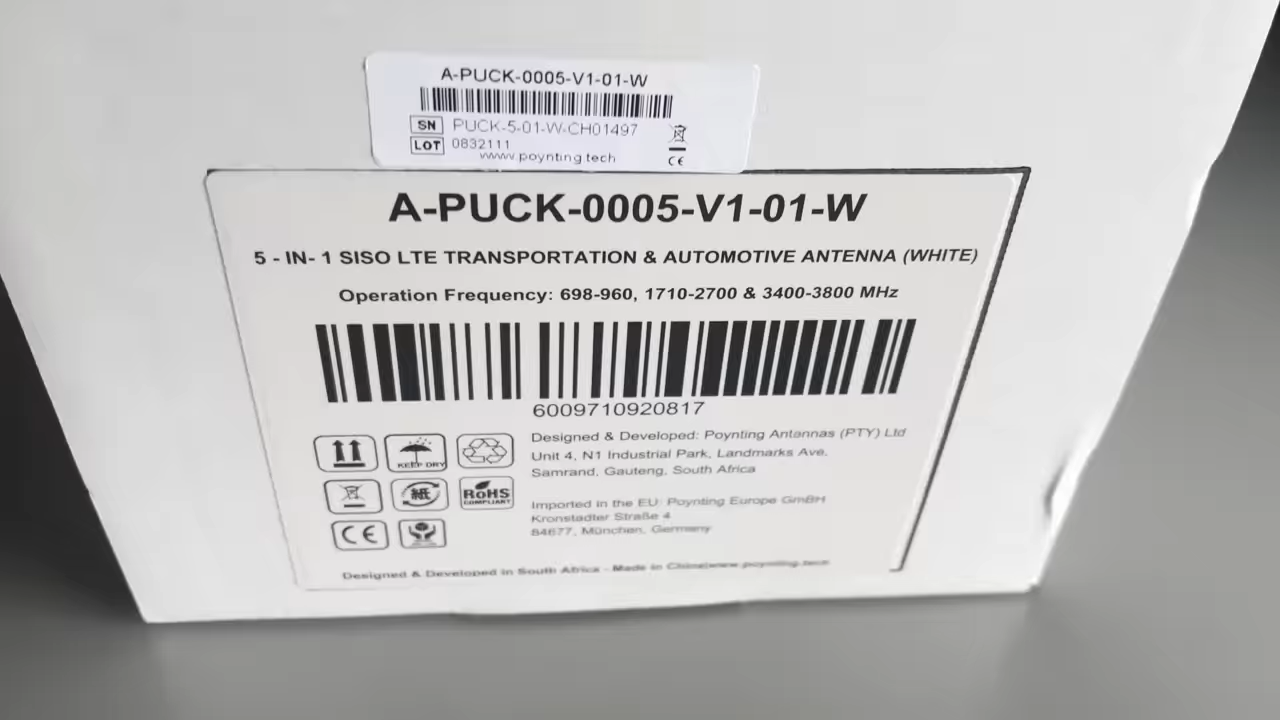 A-PUCK-0005-V1-01-W
SN PUCK-5-01-W-CH01497
LOT 0832111
www.poynting.tech
CE
A-PUCK-0005-V1-01-W
5 - IN- 1 SISO LTE TRANSPORTATION & AUTOMOTIVE ANTENNA (WHITE)
Operation Frequency: 698-960, 1710-2700 & 3400-3800 MHz
6009710920817
KEEP DRY
紙
RoHS
COMPLIANT
CE
Designed & Developed: Poynting Antennas (PTY) Ltd
Unit 4, N1 Industrial Park, Landmarks Ave,
Samrand, Gauteng, South Africa
Imported in the EU: Poynting Europe GmBH
Kronstadter Straße 4
84677, München, Germany
Designed & Developed in South Africa - Made in China|www.poynting.tech